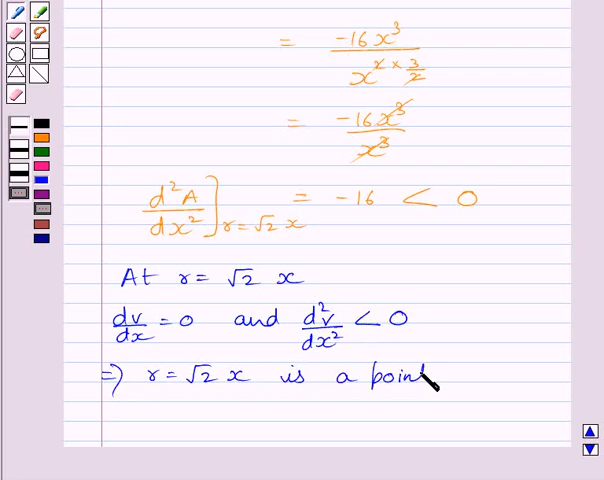 = -16x³ / x^(2 × 3/2)
= -16x³ / x³
d²A/dx² ]r=√2 x = -16 < 0
At r = √2 x
dv/dx = 0 and d²v/dx² < 0
⇒ r = √2 x is a point